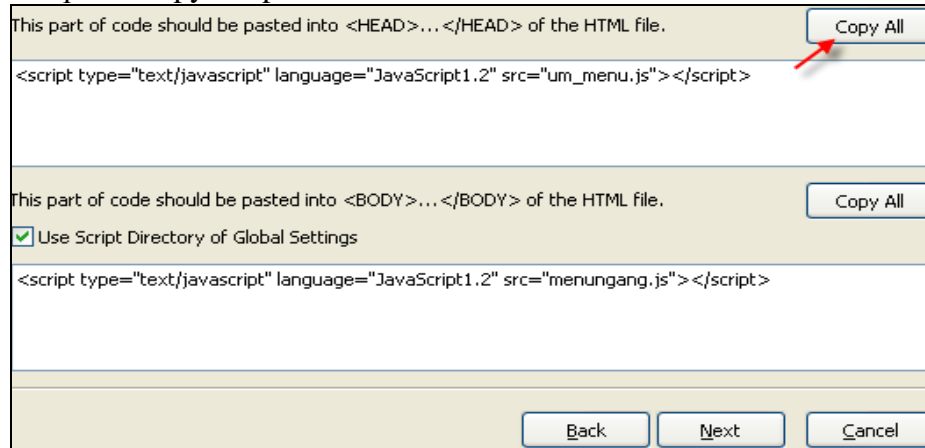 This part of code should be pasted into <HEAD>...</HEAD> of the HTML file.
Copy All
<script type="text/javascript" language="JavaScript1.2" src="um_menu.js"></script>
This part of code should be pasted into <BODY>...</BODY> of the HTML file.
Copy All
Use Script Directory of Global Settings
<script type="text/javascript" language="JavaScript1.2" src="menungang.js"></script>
Back
Next
Cancel